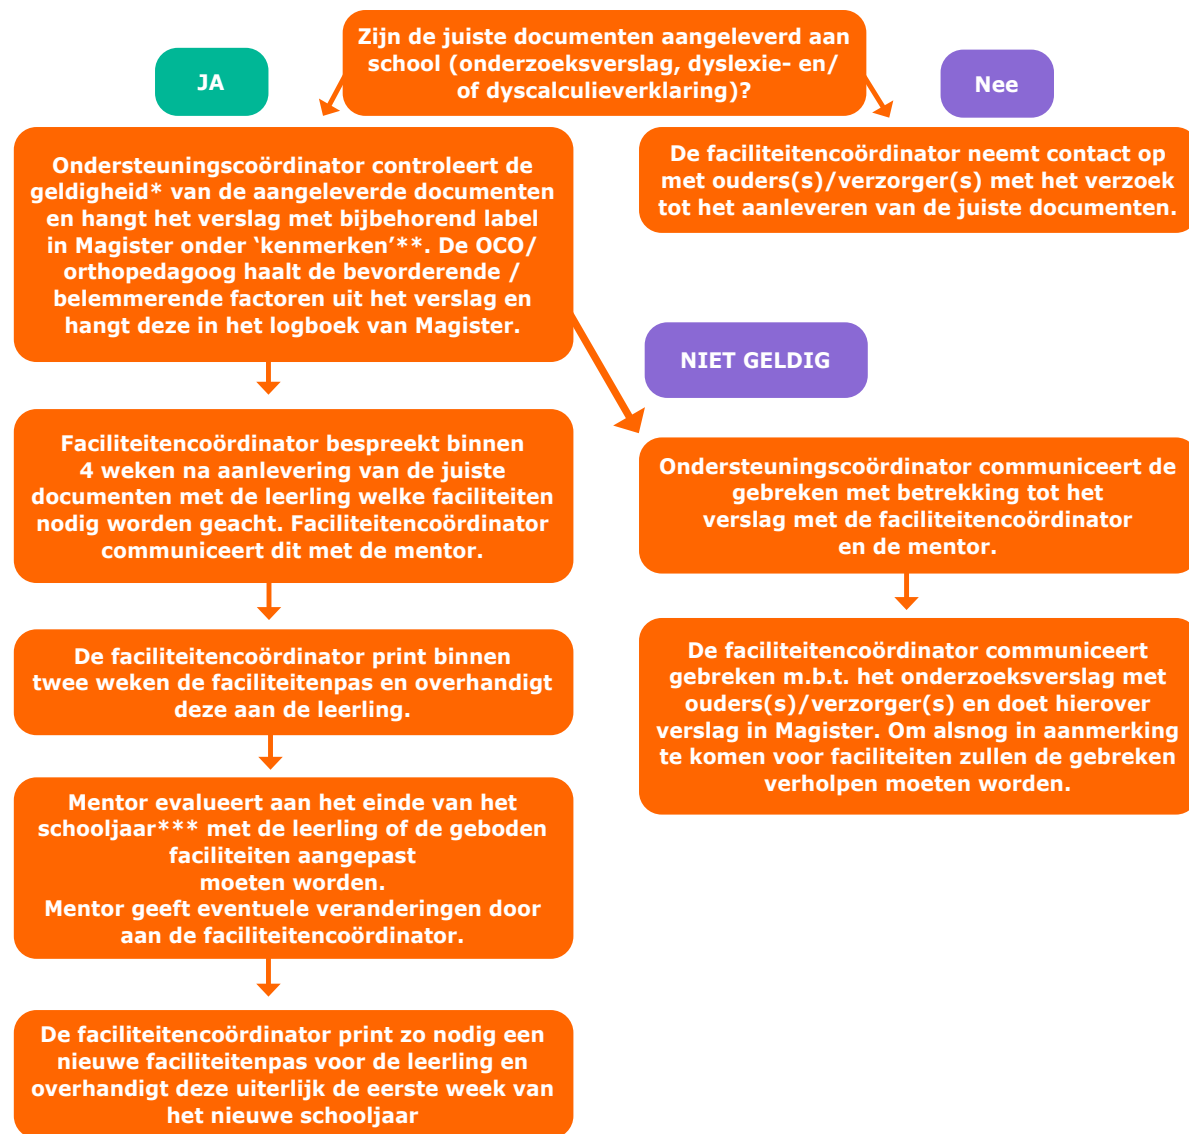 Zijn de juiste documenten aangeleverd aan
school (onderzoeksverslag, dyslexie- en/
of dyscalculieverklaring)?
JA
Nee
Ondersteuningscoördinator controleert de
geldigheid* van de aangeleverde documenten
en hangt het verslag met bijbehorend label
in Magister onder ‘kenmerken’**. De OCO/
orthopedagoog haalt de bevorderende /
belemmerende factoren uit het verslag en
hangt deze in het logboek van Magister.
De faciliteitencoördinator neemt contact op
met ouders(s)/verzorger(s) met het verzoek
tot het aanleveren van de juiste documenten.
NIET GELDIG
Faciliteitencoördinator bespreekt binnen
4 weken na aanlevering van de juiste
documenten met de leerling welke faciliteiten
nodig worden geacht. Faciliteitencoördinator
communiceert dit met de mentor.
Ondersteuningscoördinator communiceert de
gebreken met betrekking tot het
verslag met de faciliteitencoördinator
en de mentor.
De faciliteitencoördinator print binnen
twee weken de faciliteitenpas en overhandigt
deze aan de leerling.
De faciliteitencoördinator communiceert
gebreken m.b.t. het onderzoeksverslag met
ouders(s)/verzorger(s) en doet hierover
verslag in Magister. Om alsnog in aanmerking
te komen voor faciliteiten zullen de gebreken
verholpen moeten worden.
Mentor evalueert aan het einde van het
schooljaar*** met de leerling of de geboden
faciliteiten aangepast
moeten worden.
Mentor geeft eventuele veranderingen door
aan de faciliteitencoördinator.
De faciliteitencoördinator print zo nodig een
nieuwe faciliteitenpas voor de leerling en
overhandigt deze uiterlijk de eerste week van
het nieuwe schooljaar